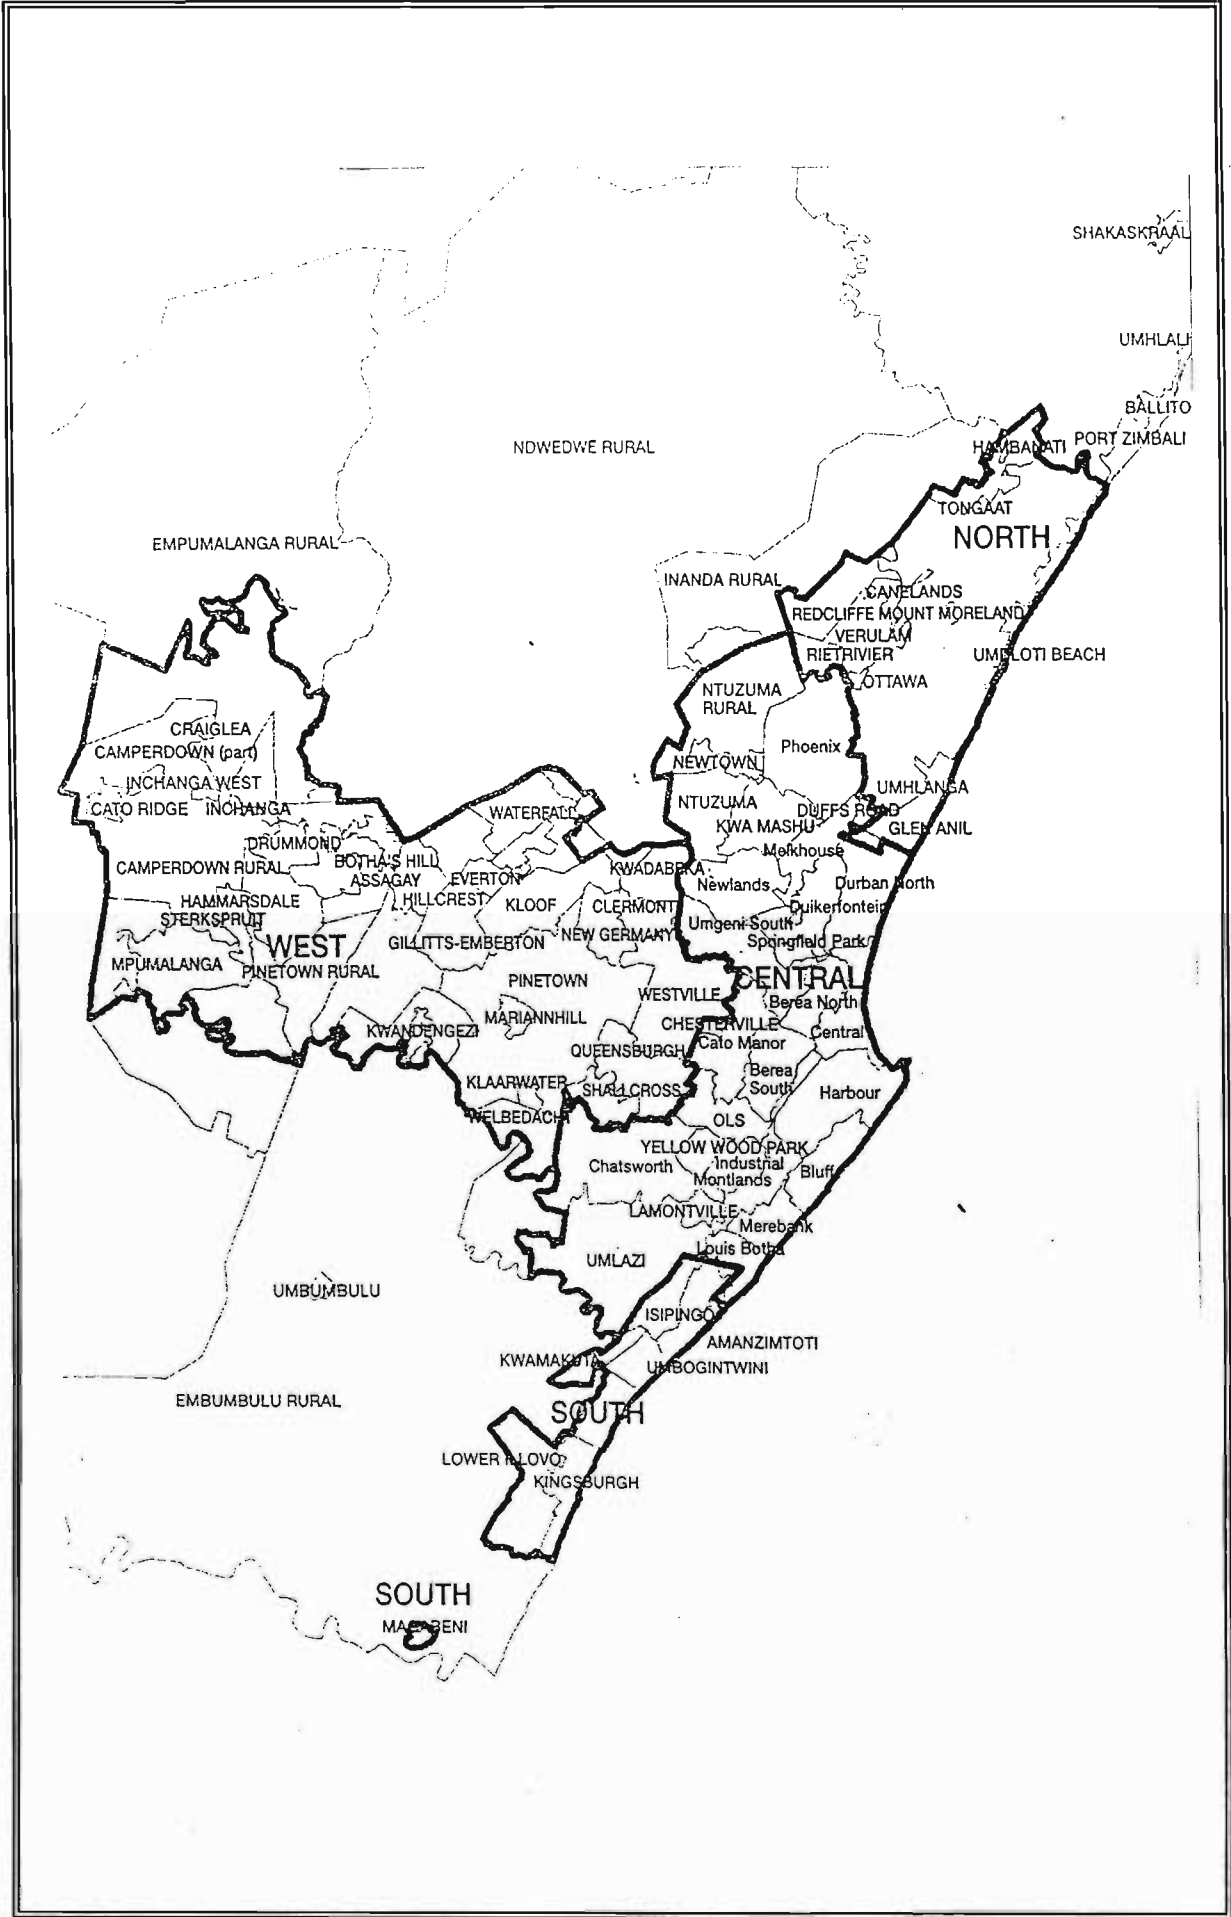 SHAKASKRAAL
UMHLALI
BALLITO
HAMBANATI
PORT ZIMBALI
NDWEDWE RURAL
TONGAAT
NORTH
EMPUMALANGA RURAL
INANDA RURAL
CANELANDS
REDCLIFFE MOUNT MORELAND
VERULAM
RIETRIVIER
UMDLOTI BEACH
OTTAWA
NTUZUMA
RURAL
CRAIGLEA
CAMPERDOWN (part)
Phoenix
NEWTOWN
INCHANGA WEST
UMHLANGA
CATO RIDGE
INCHANGA
WATERFALL
NTUZUMA
DUFFS ROAD
KWA MASHU
GLEN ANIL
DRUMMOND
Melkhouse
BOTHA'S HILL
CAMPERDOWN RURAL
ASSAGAY
EVERTON
KWADABEKA
Newlands
Durban North
HAMMARSDALE
HILLCREST
KLOOF
CLERMONT
Duikerfontein
STERKSPRUIT
Umgeni South
WEST
GILLITTS-EMBERTON
NEW GERMANY
Springfield Park
MPUMALANGA
PINETOWN RURAL
PINETOWN
CENTRAL
WESTVILLE
Berea North
MARIANNHILL
KWANDENGEZI
CHESTERVILLE
Central
Cato Manor
QUEENSBURGH
Berea
South
KLAARWATER
SHALLCROSS
Harbour
WELBEDACHT
OLS
YELLOW WOOD PARK
Chatsworth
Industrial
Bluff
Montlands
LAMONTVILLE
Merebank
Louis Botha
UMLAZI
UMBUMBULU
ISIPINGO
AMANZIMTOTI
KWAMAKUTA
UMBOGINTWINI
EMBUMBULU RURAL
SOUTH
LOWER ILLOVO
KINGSBURGH
SOUTH
MAGABENI